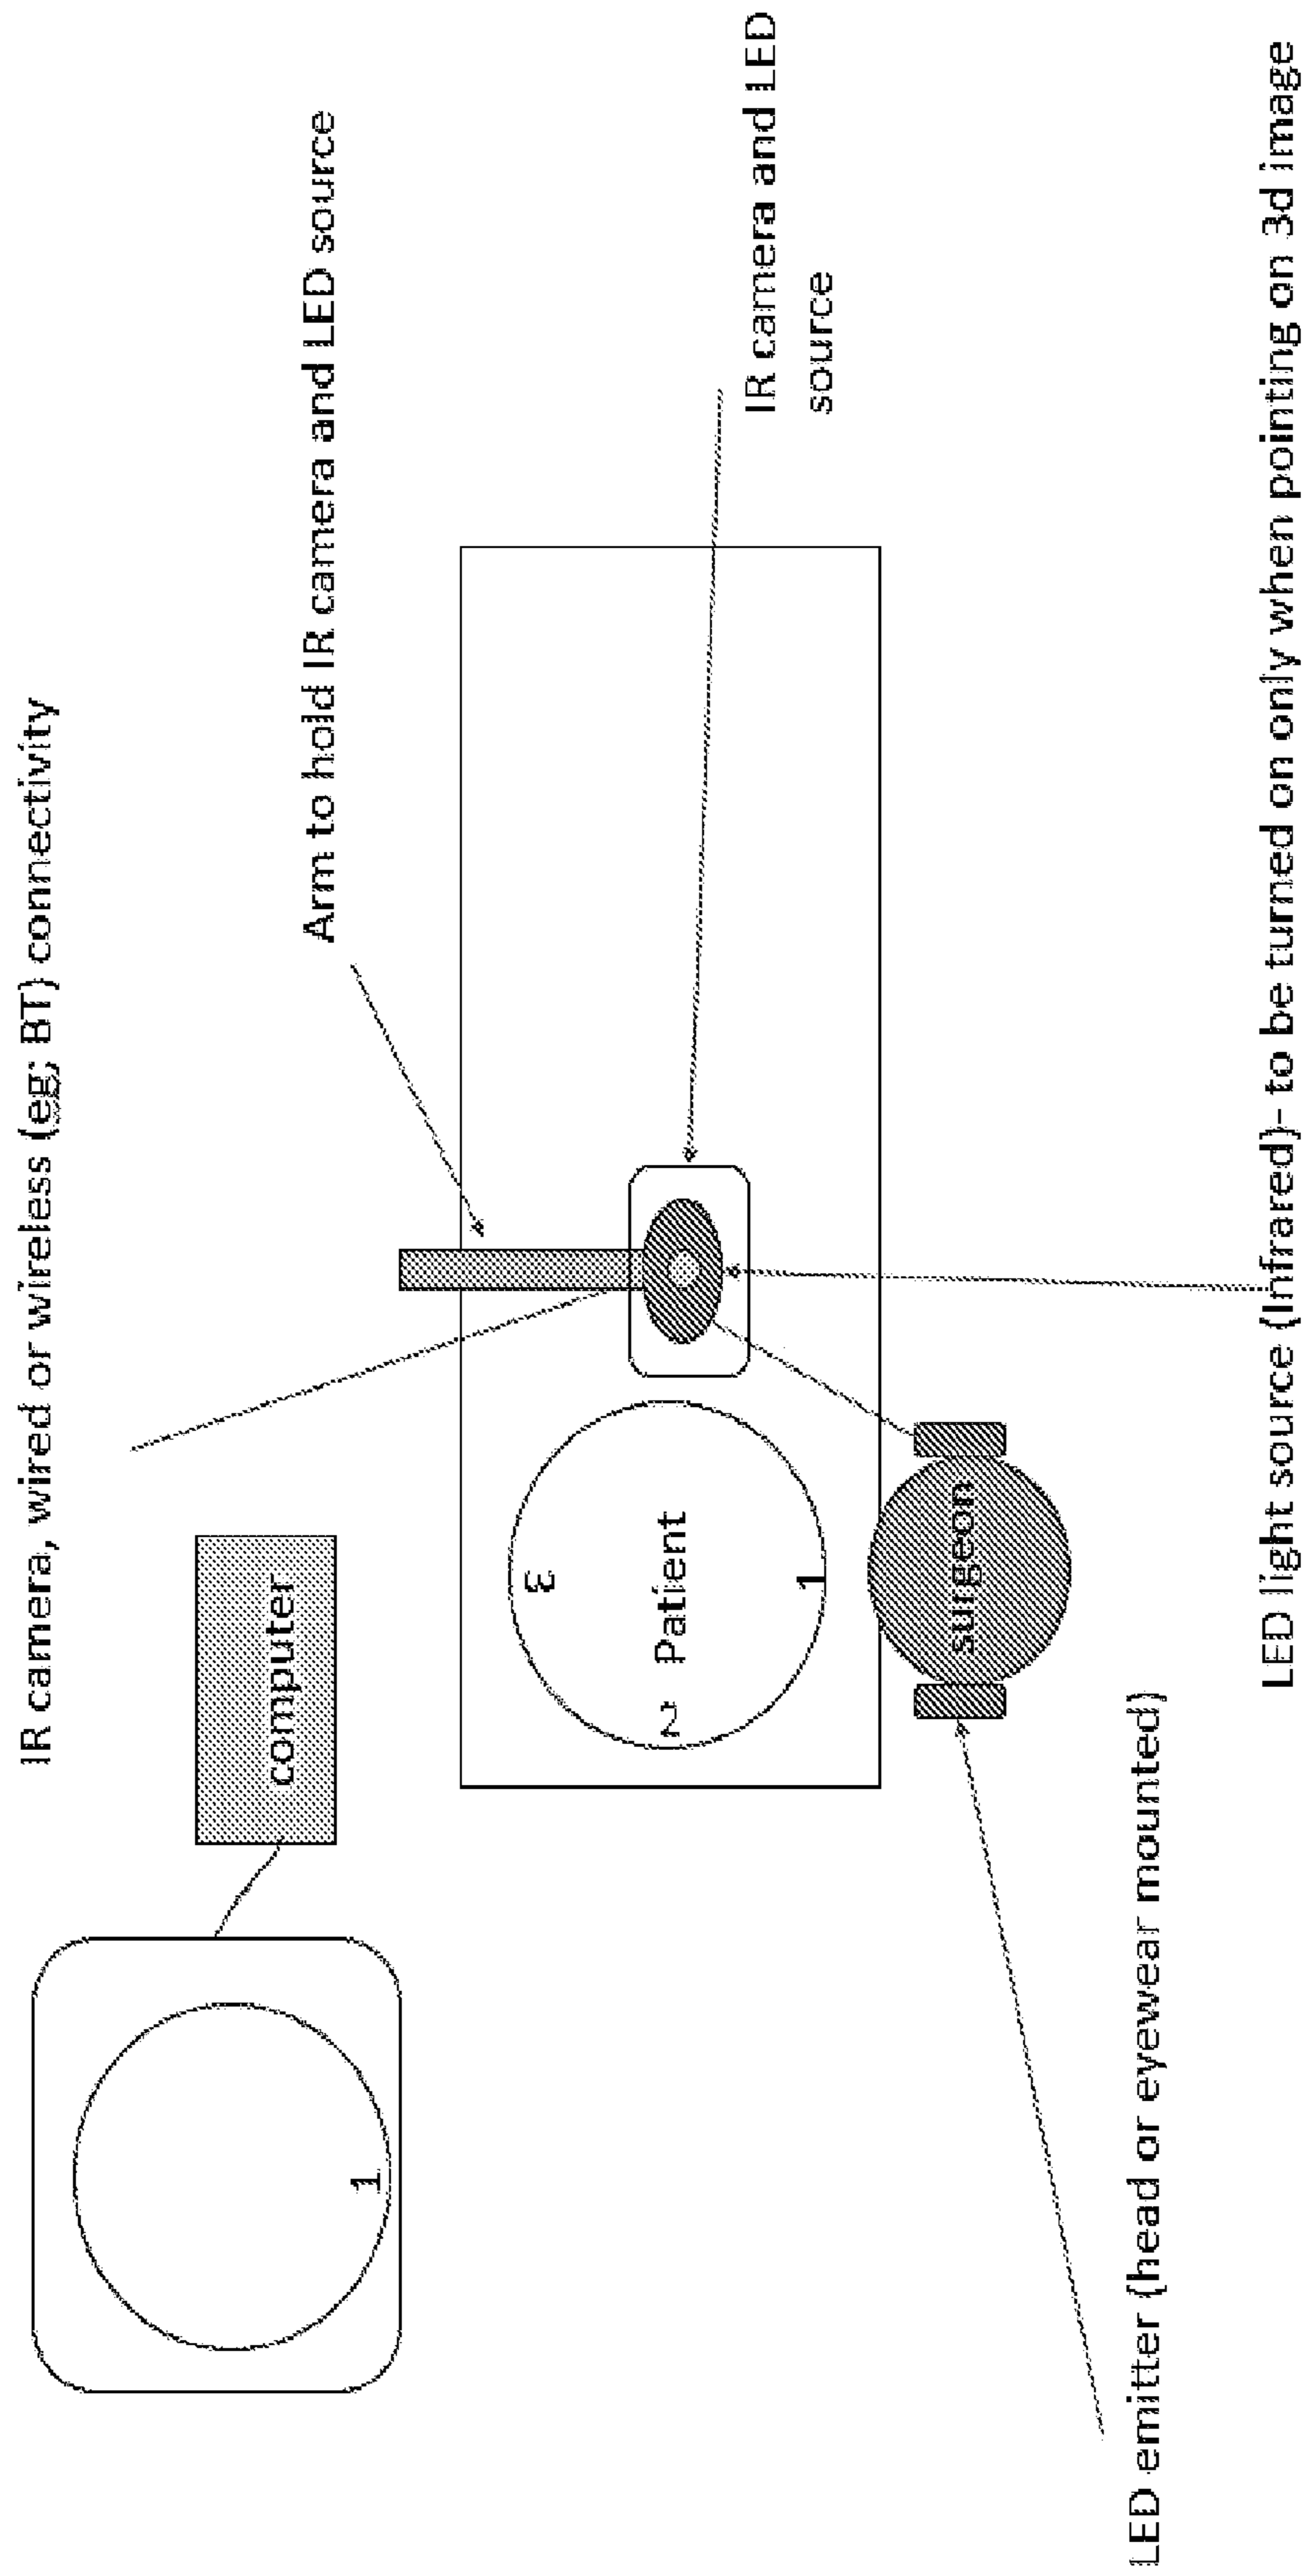 IR camera, wired or wireless (eg; BT) connectivity
computer
1
Arm to hold IR camera and LED source
3
2 Patient
1
IR camera and LED
source
surgeon
LED emitter (head or eyewear mounted)
LED light source (Infrared)- to be turned on only when pointing on 3d image